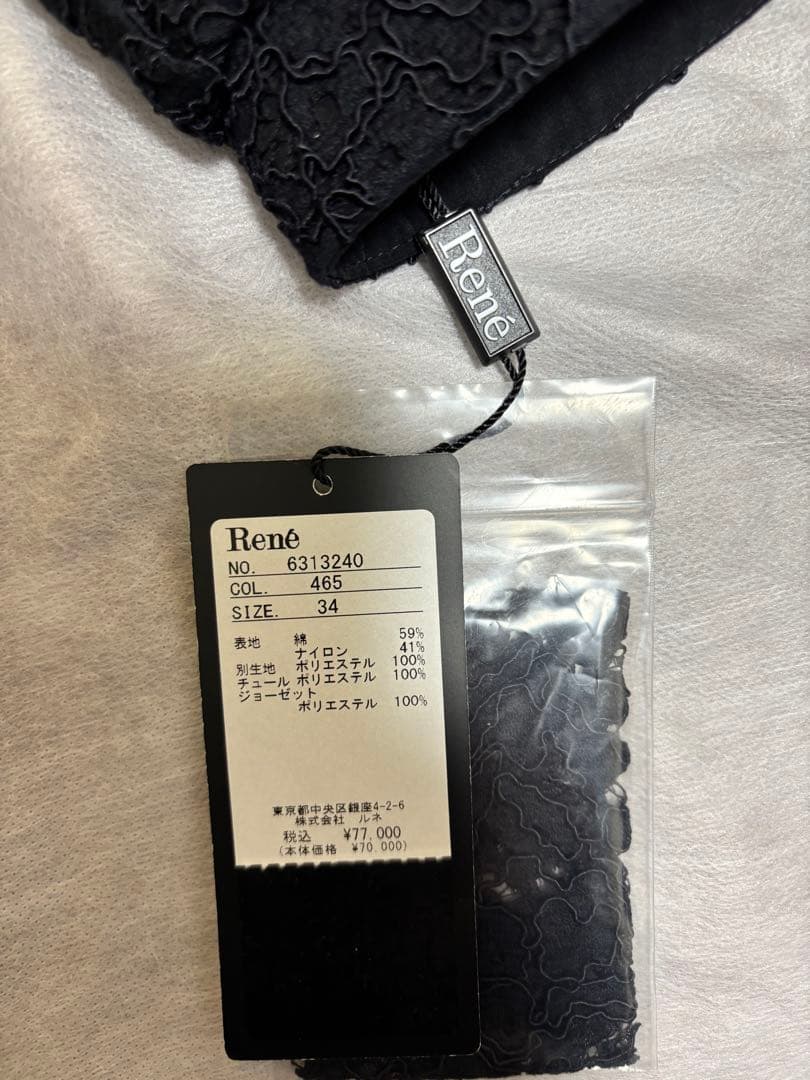 René
René
NO. 6313240
COL. 465
SIZE. 34
表地 綿 59%
ナイロン 41%
別生地 ポリエステル 100%
チュール ポリエステル 100%
ジョーゼット
ポリエステル 100%
東京都中央区銀座4-2-6
株式会社 ルネ
税込 ¥77,000
(本体価格 ¥70,000)